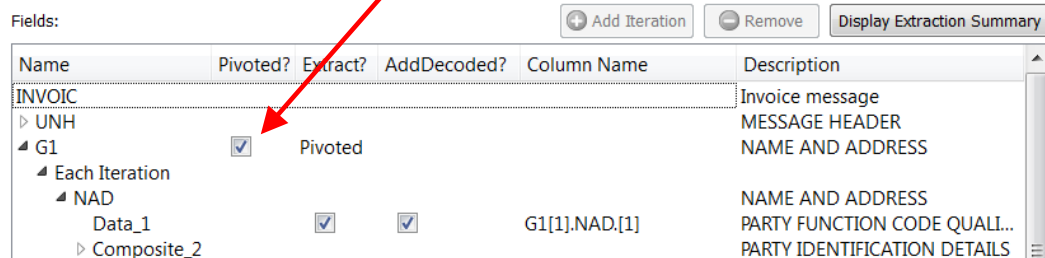 Fields: Add Iteration Remove Display Extraction Summary
Name Pivoted? Extract? AddDecoded? Column Name Description
INVOIC Invoice message
UNH MESSAGE HEADER
G1 Pivoted NAME AND ADDRESS
Each Iteration
NAD NAME AND ADDRESS
Data_1 G1[1].NAD.[1] PARTY FUNCTION CODE QUALI...
Composite_2 PARTY IDENTIFICATION DETAILS